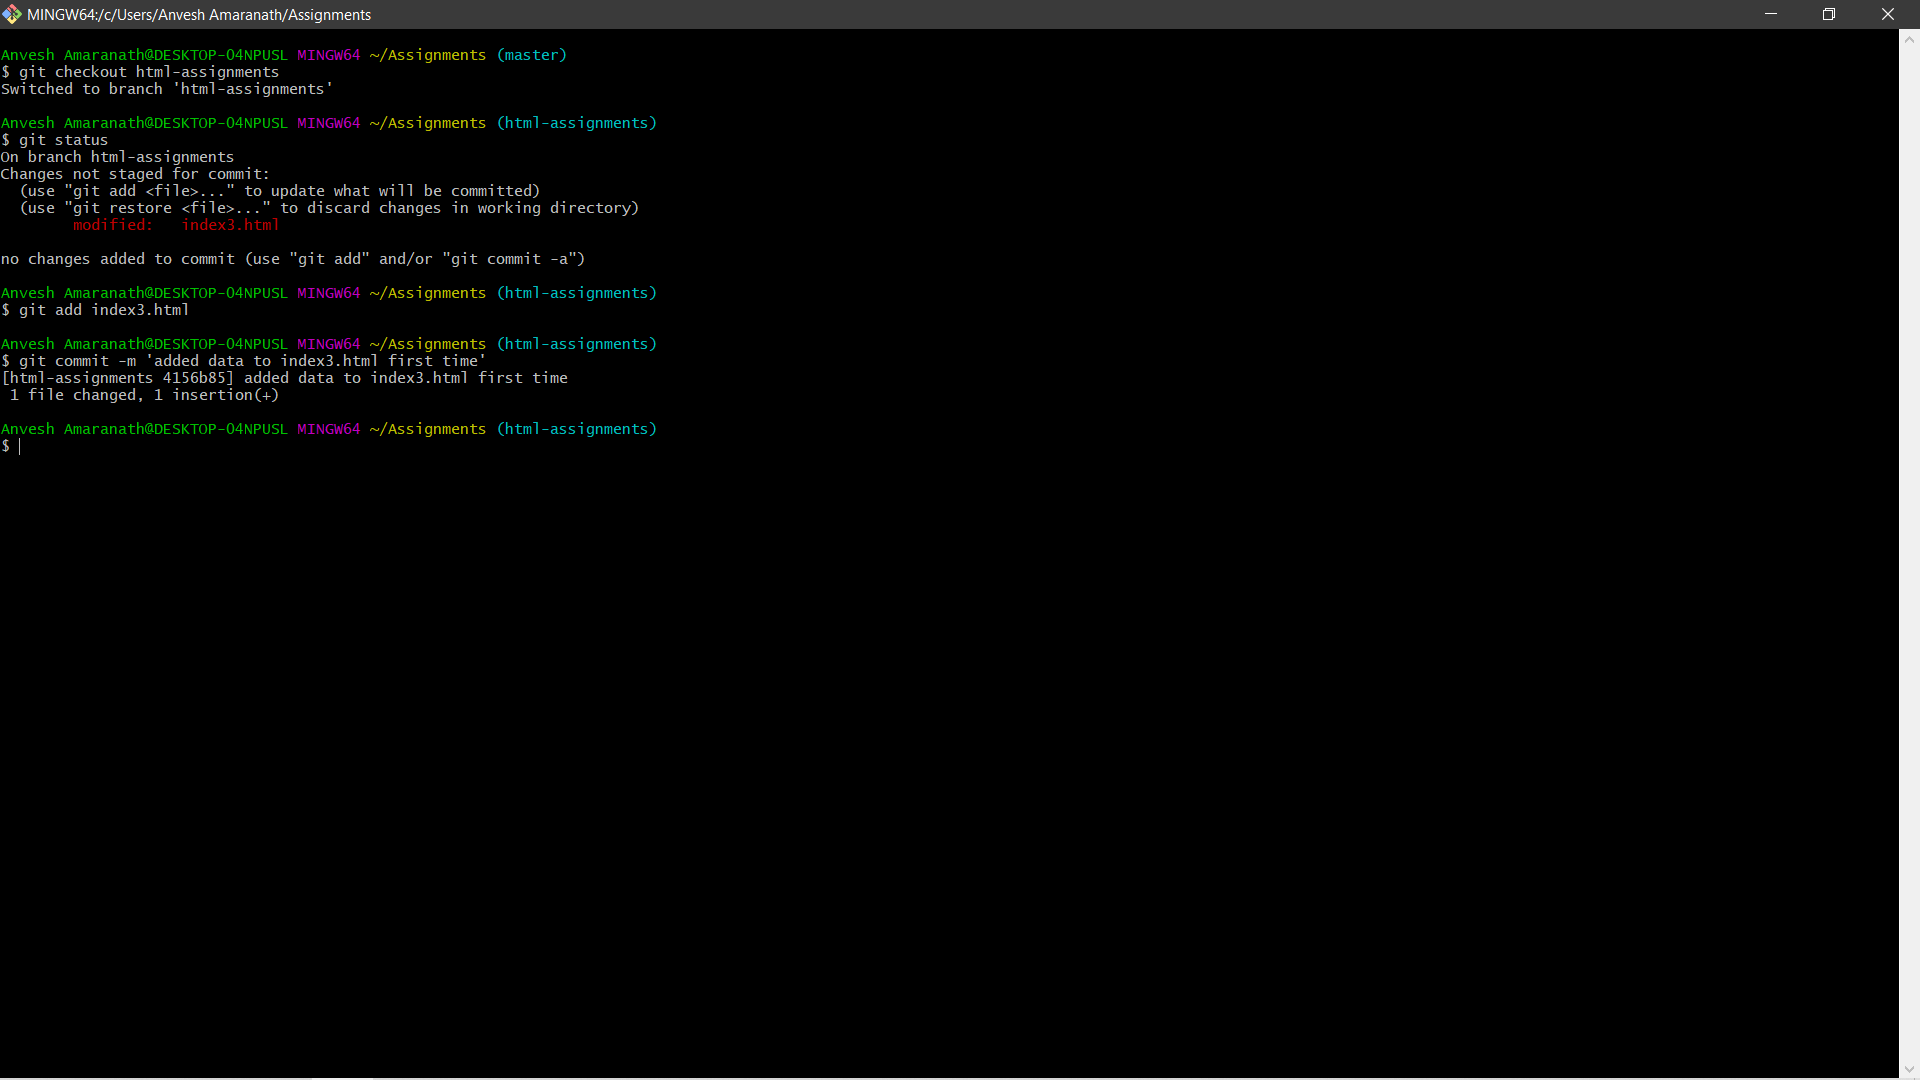 MINGW64:/c/Users/Anvesh Amaranath/Assignments
Anvesh Amaranath@DESKTOP-O4NPUSL MINGW64 ~/Assignments (master)
$ git checkout html-assignments
Switched to branch 'html-assignments'
Anvesh Amaranath@DESKTOP-O4NPUSL MINGW64 ~/Assignments (html-assignments)
$ git status
On branch html-assignments
Changes not staged for commit:
  (use "git add <file>..." to update what will be committed)
  (use "git restore <file>..." to discard changes in working directory)
        modified:   index3.html
no changes added to commit (use "git add" and/or "git commit -a")
Anvesh Amaranath@DESKTOP-O4NPUSL MINGW64 ~/Assignments (html-assignments)
$ git add index3.html
Anvesh Amaranath@DESKTOP-O4NPUSL MINGW64 ~/Assignments (html-assignments)
$ git commit -m 'added data to index3.html first time'
[html-assignments 4156b85] added data to index3.html first time
 1 file changed, 1 insertion(+)
Anvesh Amaranath@DESKTOP-O4NPUSL MINGW64 ~/Assignments (html-assignments)
$